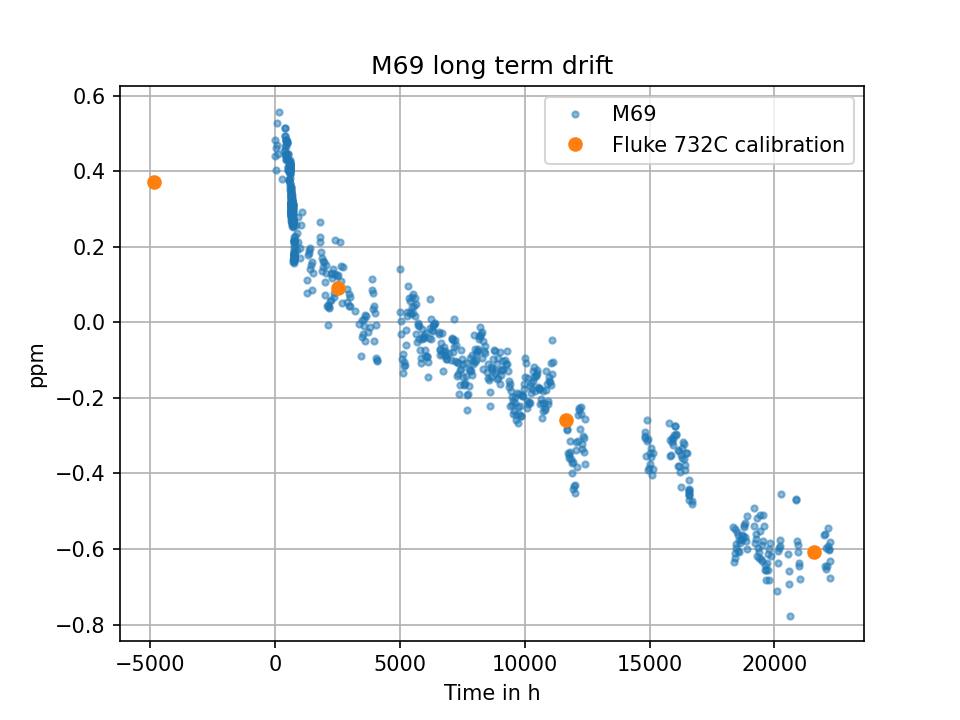 M69 long term drift
M69
Fluke 732C calibration
0.6
0.4
0.2
0.0
−0.2
−0.4
−0.6
−0.8
ppm
−5000 0 5000 10000 15000 20000
Time in h